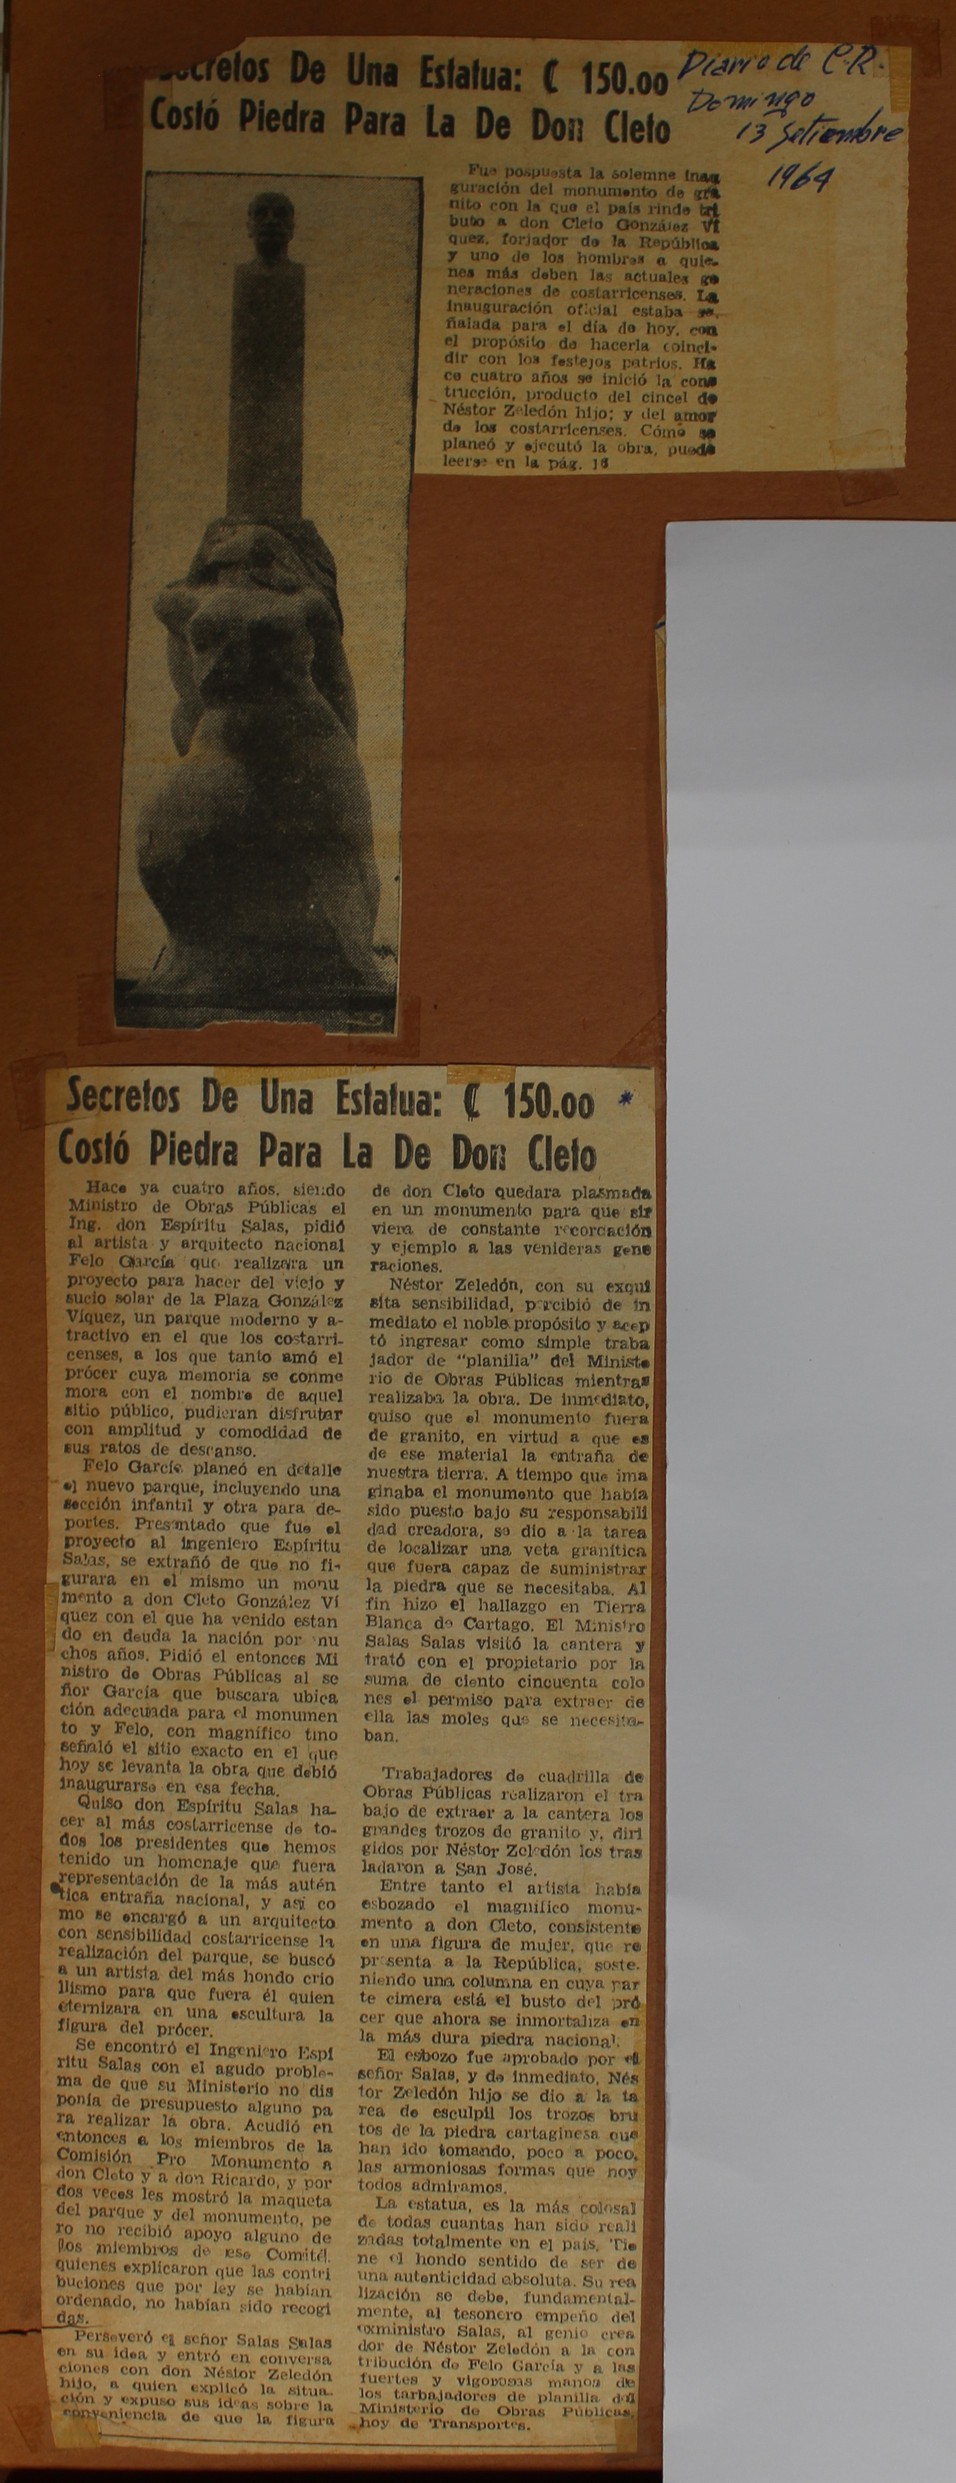 Secretos De Una Estatua: ₡ 150.00
Costó Piedra Para La De Don Cleto
Diario de C.R.
Domingo
13 Setiembre
1964
Fue pospuesta la solemne inau
guración del monumento de gra
nito con la que el país rinde tri
buto a don Cleto González Ví
quez, forjador de la República
y uno de los hombres a quie-
nes más deben las actuales ge
neraciones de costarricenses. La
inauguración oficial estaba se-
ñalada para el día de hoy, con
el propósito de hacerla coinci-
dir con los festejos patrios. Ha
ce cuatro años se inició la cons
trucción, producto del cincel de
Néstor Zeledón hijo; y del amor
de los costarricenses. Cómo se
planeó y ejecutó la obra, puede
leerse en la pág. 16
Secretos De Una Estatua: ₡ 150.00 *
Costó Piedra Para La De Don Cleto
Hace ya cuatro años, siendo
Ministro de Obras Públicas el
Ing. don Espíritu Salas, pidió
al artista y arquitecto nacional
Felo García que realizara un
proyecto para hacer del viejo y
sucio solar de la Plaza González
Víquez, un parque moderno y a-
tractivo en el que los costarri-
censes, a los que tanto amó el
prócer cuya memoria se conme
mora con el nombre de aquel
sitio público, pudieran disfrutar
con amplitud y comodidad de
sus ratos de descanso.
Felo García planeó en detalle
el nuevo parque, incluyendo una
sección infantil y otra para de-
portes. Presentado que fue el
proyecto al ingeniero Espíritu
Salas, se extrañó de que no fi-
gurara en el mismo un monu
mento a don Cleto González Ví
quez con el que ha venido estan
do en deuda la nación por mu
chos años. Pidió el entonces Mi
nistro de Obras Públicas al se
ñor García que buscara ubica
ción adecuada para el monumen
to y Felo, con magnífico tino
señaló el sitio exacto en el que
hoy se levanta la obra que debió
inaugurarse en esa fecha.
Quiso don Espíritu Salas ha-
cer al más costarricense de to-
dos los presidentes que hemos
tenido un homenaje que fuera
representación de la más autén
tica entraña nacional, y así co
mo se encargó a un arquitecto
con sensibilidad costarricense la
realización del parque, se buscó
a un artista del más hondo crio
llismo para que fuera él quien
eternizara en una escultura la
figura del prócer.
Se encontró el Ingeniero Espí
ritu Salas con el agudo proble-
ma de que su Ministerio no dis
ponía de presupuesto alguno pa
ra realizar la obra. Acudió en
entonces a los miembros de la
Comisión Pro Monumento a
don Cleto y a don Ricardo, y por
dos veces les mostró la maqueta
del parque y del monumento, pe
ro no recibió apoyo alguno de
los miembros de ese Comité,
quienes explicaron que las contri
buciones que por ley se habían
ordenado, no habían sido recogi
das.
Perseveró el señor Salas Salas
en su idea y entró en conversa
ciones con don Néstor Zeledón
hijo, a quien explicó la situa-
ción y expuso sus ideas sobre la
conveniencia de que la figura
de don Cleto quedara plasmada
en un monumento para que sir
viera de constante recordación
y ejemplo a las venideras gene
raciones.
Néstor Zeledón, con su exqui
sita sensibilidad, percibió de in
mediato el noble propósito y acep
tó ingresar como simple traba
jador de "planilia" del Ministe
rio de Obras Públicas mientras
realizaba la obra. De inmediato,
quiso que el monumento fuera
de granito, en virtud a que es
de ese material la entraña de
nuestra tierra. A tiempo que ima
ginaba el monumento que había
sido puesto bajo su responsabili
dad creadora, se dio a la tarea
de localizar una veta granítica
que fuera capaz de suministrar
la piedra que se necesitaba. Al
fin hizo el hallazgo en Tierra
Blanca de Cartago. El Ministro
Salas Salas visitó la cantera y
trató con el propietario por la
suma de ciento cincuenta colo
nes el permiso para extraer de
ella las moles que se necesita-
ban.
Trabajadores de cuadrilla de
Obras Públicas realizaron el tra
bajo de extraer a la cantera los
grandes trozos de granito y, diri
gidos por Néstor Zeledón los tras
ladaron a San José.
Entre tanto el artista había
esbozado el magnífico monu-
mento a don Cleto, consistente
en una figura de mujer, que re
presenta a la República, soste-
niendo una columna en cuya par
te cimera está el busto del pró
cer que ahora se inmortaliza en
la más dura piedra nacional.
El esbozo fue aprobado por el
señor Salas, y de inmediato, Nés
tor Zeledón hijo se dio a la ta
rea de esculpil los trozos bru
tos de la piedra cartaginesa que
han ido tomando, poco a poco,
las armoniosas formas que hoy
todos admiramos.
La estatua, es la más colosal
de todas cuantas han sido reali
zadas totalmente en el país. Tie
ne el hondo sentido de ser de
una autenticidad absoluta. Su rea
lización se debe, fundamental-
mente, al tesonero empeño del
exministro Salas, al genio crea
dor de Néstor Zeledón a la con
tribución de Felo García y a las
fuertes y vigorosas manos de
los tarbajadores de planilla del
Ministerio de Obras Públicas,
hoy de Transportes.